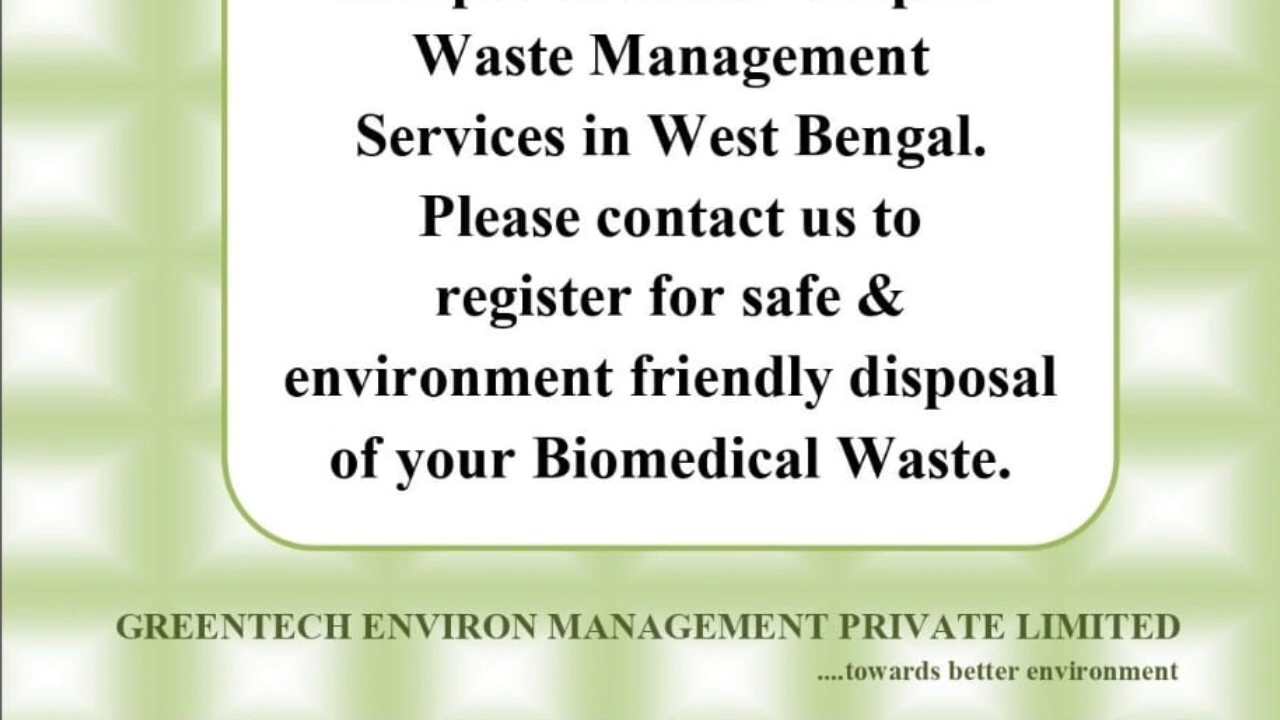 Waste Management
Services in West Bengal.
Please contact us to
register for safe &
environment friendly disposal
of your Biomedical Waste.
GREENTECH ENVIRON MANAGEMENT PRIVATE LIMITED
....towards better environment